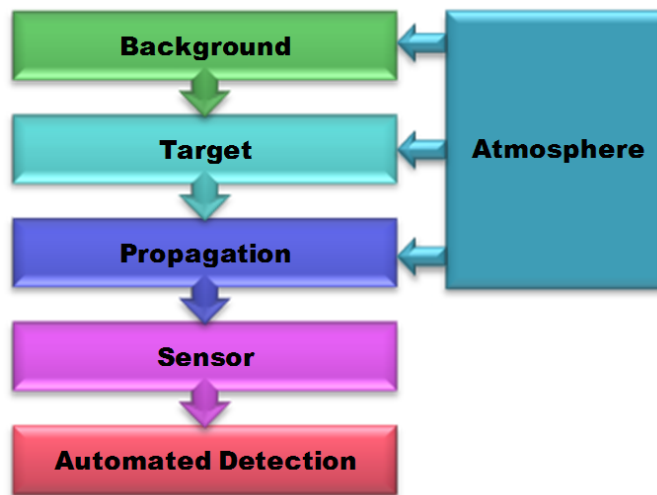 Background
Target
Atmosphere
Propagation
Sensor
Automated Detection